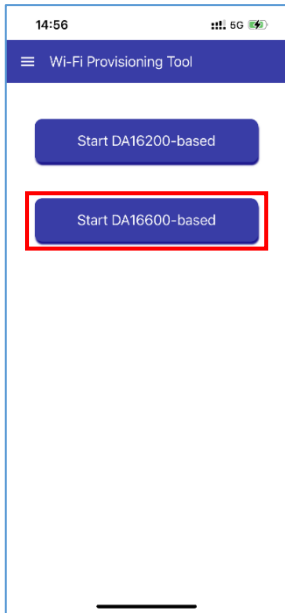 14:56
5G
Wi-Fi Provisioning Tool
Start DA16200-based
Start DA16600-based